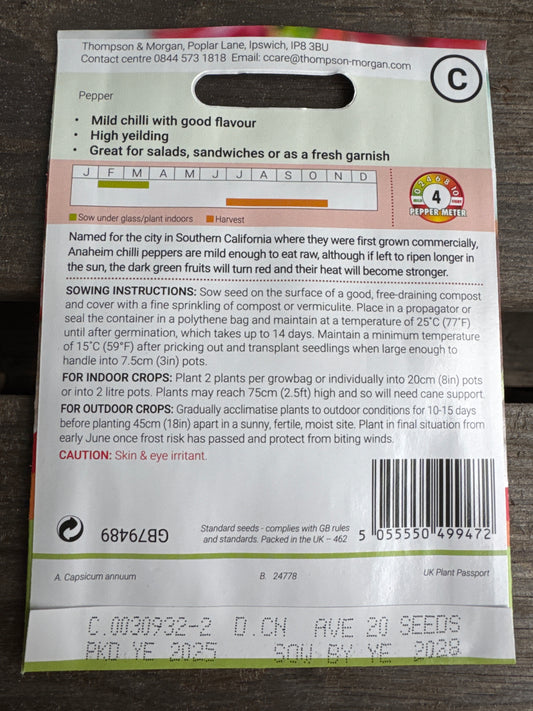 Thompson & Morgan, Poplar Lane, Ipswich, IP8 3BU
Contact centre 0844 573 1818 Email: ccare@thompson-morgan.com
C
Pepper
• Mild chilli with good flavour
• High yeilding
• Great for salads, sandwiches or as a fresh garnish
J F M A M J J A S O N D
Sow under glass/plant indoors Harvest
0 2 4 6 8 10
MILD 4 HOT
PEPPER METER
Named for the city in Southern California where they were first grown commercially,
Anaheim chilli peppers are mild enough to eat raw, although if left to ripen longer in
the sun, the dark green fruits will turn red and their heat will become stronger.
SOWING INSTRUCTIONS: Sow seed on the surface of a good, free-draining compost
and cover with a fine sprinkling of compost or vermiculite. Place in a propagator or
seal the container in a polythene bag and maintain at a temperature of 25˚C (77˚F)
until after germination, which takes up to 14 days. Maintain a minimum temperature
of 15˚C (59°F) after pricking out and transplant seedlings when large enough to
handle into 7.5cm (3in) pots.
FOR INDOOR CROPS: Plant 2 plants per growbag or individually into 20cm (8in) pots
or into 2 litre pots. Plants may reach 75cm (2.5ft) high and so will need cane support.
FOR OUTDOOR CROPS: Gradually acclimatise plants to outdoor conditions for 10-15 days
before planting 45cm (18in) apart in a sunny, fertile, moist site. Plant in final situation from
early June once frost risk has passed and protect from biting winds.
CAUTION: Skin & eye irritant.
GB79489
Standard seeds - complies with GB rules
and standards. Packed in the UK – 462
5 055550 499472
A. Capsicum annuum B. 24778 UK Plant Passport
C.0030932-2 D.CN AVE 20 SEEDS
PKD YE 2025 SOW BY YE 2028